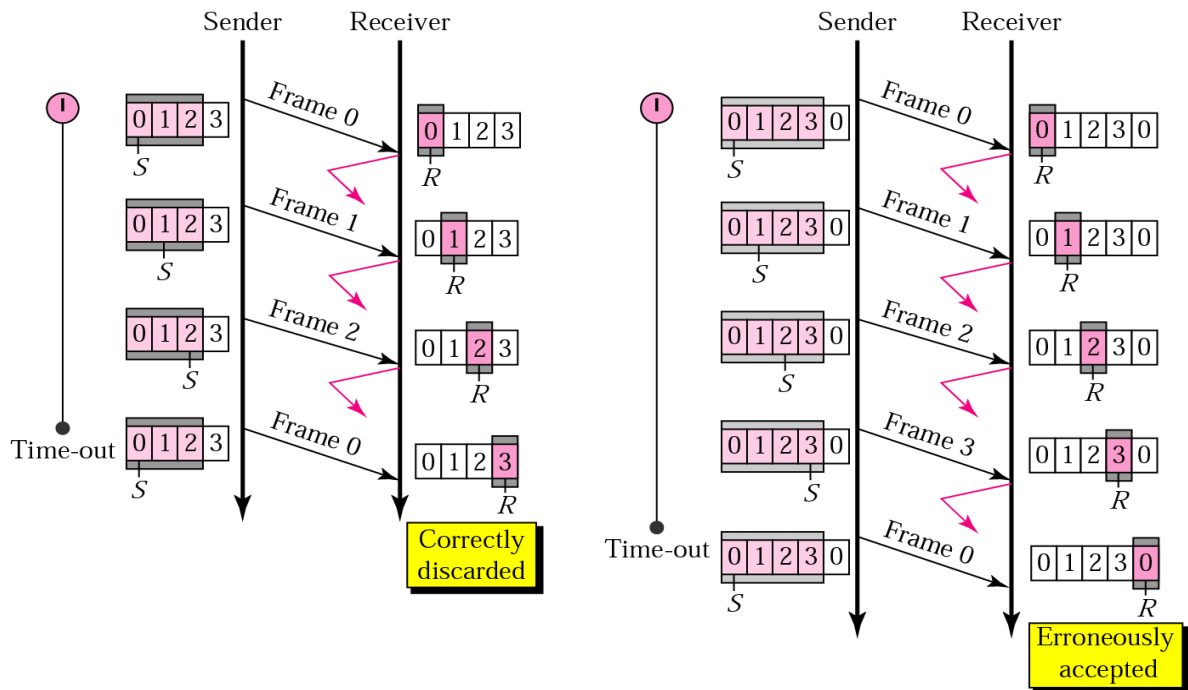 Sender Receiver
Frame 0
0 1 2 3
S
0 1 2 3
R
Frame 1
0 1 2 3
S
0 1 2 3
R
Frame 2
0 1 2 3
S
0 1 2 3
R
Time-out
Frame 0
0 1 2 3
S
0 1 2 3
R
Correctly
discarded
Sender Receiver
Frame 0
0 1 2 3 0
S
0 1 2 3 0
R
Frame 1
0 1 2 3 0
S
0 1 2 3 0
R
Frame 2
0 1 2 3 0
S
0 1 2 3 0
R
Frame 3
0 1 2 3 0
S
0 1 2 3 0
R
Time-out
Frame 0
0 1 2 3 0
S
0 1 2 3 0
R
Erroneously
accepted